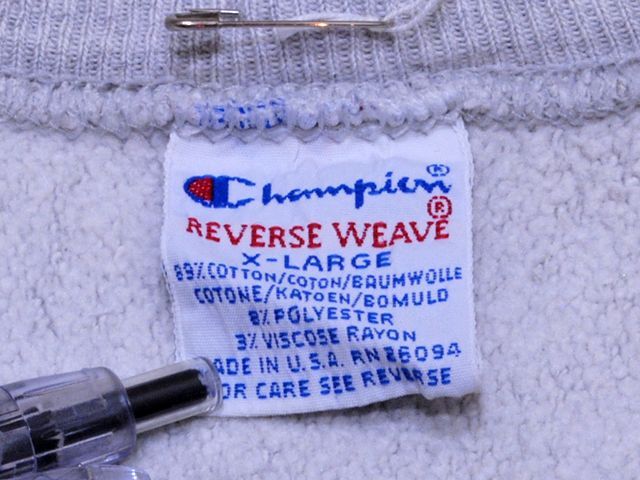 Champion®
REVERSE WEAVE®
X-LARGE
89% COTTON/COTON/BAUMWOLLE
COTONE/KATOEN/BOMULD
8% POLYESTER
3% VISCOSE RAYON
ADE IN U.S.A. RN 26094
OR CARE SEE REVERSE